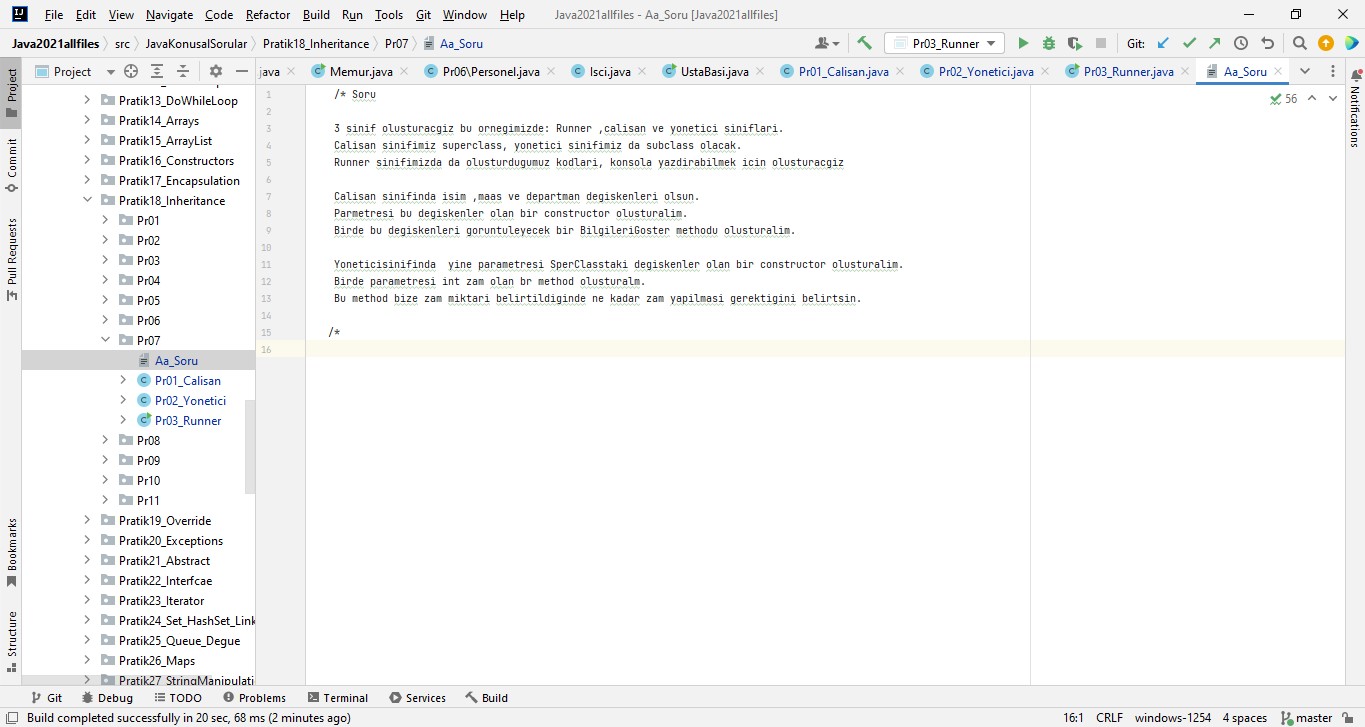 File Edit View Navigate Code Refactor Build Run Tools Git Window Help Java2021allfiles - Aa_Soru [Java2021allfiles]
Java2021allfiles src JavaKonusalSorular Pratik18_Inheritance Pr07 Aa_Soru Pr03_Runner Git:
Project java Memur.java Pr06\Personel.java Isci.java UstaBasi.java Pr01_Calisan.java Pr02_Yonetici.java Pr03_Runner.java Aa_Soru
Project
Commit
Pull Requests
Bookmarks
Structure
Notifications
Pratik13_DoWhileLoop
Pratik14_Arrays
Pratik15_ArrayList
Pratik16_Constructors
Pratik17_Encapsulation
Pratik18_Inheritance
Pr01
Pr02
Pr03
Pr04
Pr05
Pr06
Pr07
Aa_Soru
Pr01_Calisan
Pr02_Yonetici
Pr03_Runner
Pr08
Pr09
Pr10
Pr11
Pratik19_Override
Pratik20_Exceptions
Pratik21_Abstract
Pratik22_Interfcae
Pratik23_Iterator
Pratik24_Set_HashSet_Link
Pratik25_Queue_Degue
Pratik26_Maps
Pratik27_StringManipulati
56
1 /* Soru
2
3 3 sinif olusturacgiz bu ornegimizde: Runner ,calisan ve yonetici siniflari.
4 Calisan sinifimiz superclass, yonetici sinifimiz da subclass olacak.
5 Runner sinifimizda da olusturdugumuz kodlari, konsola yazdirabilmek icin olusturacgiz
6
7 Calisan sinifinda isim ,maas ve departman degiskenleri olsun.
8 Parmetresi bu degiskenler olan bir constructor olusturalim.
9 Birde bu degiskenleri goruntuleyecek bir BilgileriGoster methodu olusturalim.
10
11 Yoneticisinifinda  yine parametresi SperClasstaki degiskenler olan bir constructor olusturalim.
12 Birde parametresi int zam olan br method olusturalm.
13 Bu method bize zam miktari belirtildiginde ne kadar zam yapilmasi gerektigini belirtsin.
14
15 /*
16
Git Debug TODO Problems Terminal Services Build
Build completed successfully in 20 sec, 68 ms (2 minutes ago) 16:1 CRLF windows-1254 4 spaces master